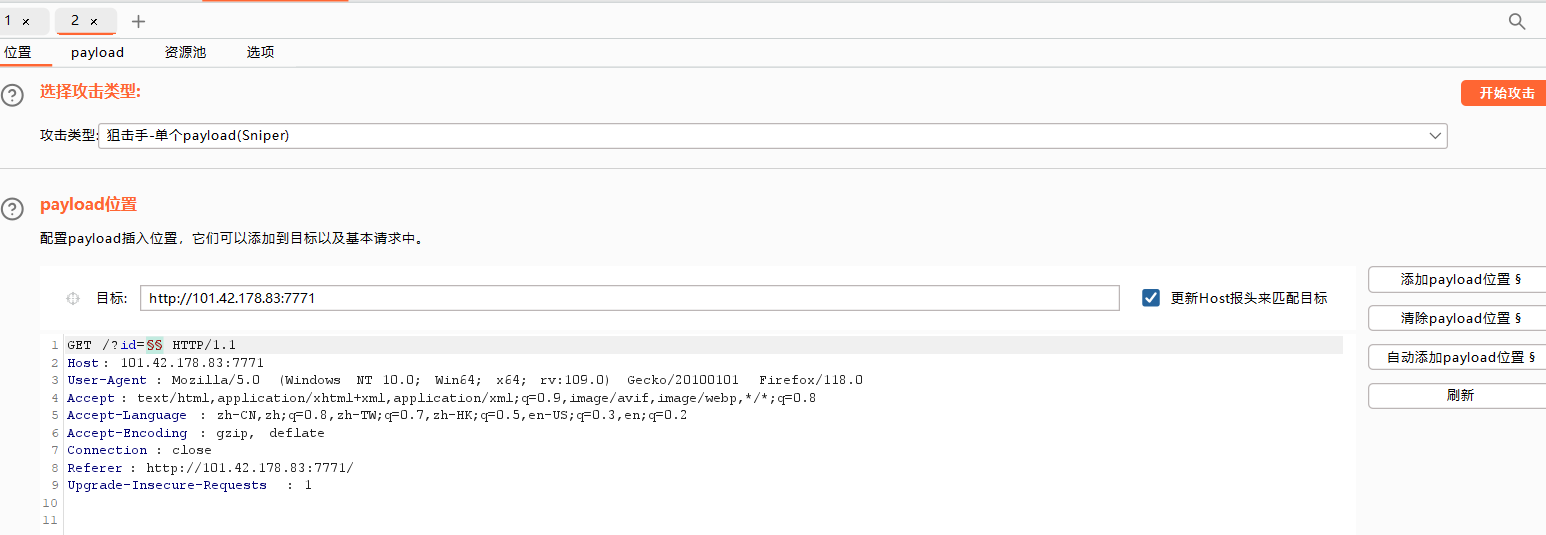 1 × 2 × +
位置 payload 资源池 选项
? 选择攻击类型: 开始攻击
攻击类型: 狙击手-单个payload(Sniper)
? payload位置
配置payload插入位置，它们可以添加到目标以及基本请求中。
目标: http://101.42.178.83:7771 更新Host报头来匹配目标
添加payload位置 §
清除payload位置 §
自动添加payload位置 §
刷新
1 GET /?id=§§ HTTP/1.1
2 Host: 101.42.178.83:7771
3 User-Agent: Mozilla/5.0 (Windows NT 10.0; Win64; x64; rv:109.0) Gecko/20100101 Firefox/118.0
4 Accept: text/html,application/xhtml+xml,application/xml;q=0.9,image/avif,image/webp,*/*;q=0.8
5 Accept-Language: zh-CN,zh;q=0.8,zh-TW;q=0.7,zh-HK;q=0.5,en-US;q=0.3,en;q=0.2
6 Accept-Encoding: gzip, deflate
7 Connection: close
8 Referer: http://101.42.178.83:7771/
9 Upgrade-Insecure-Requests: 1
10
11